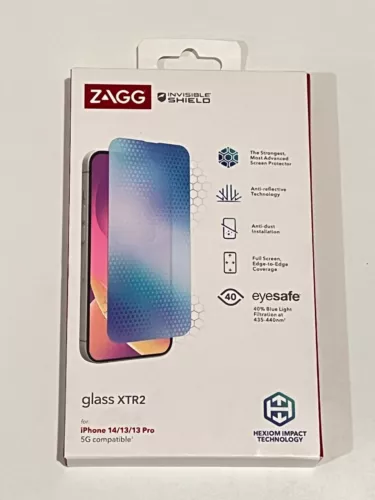 ZAGG
INVISIBLE
SHIELD
The Strongest,
Most Advanced
Screen Protector
Anti-reflective
Technology
Anti-dust
Installation
Full Screen,
Edge-to-Edge
Coverage
40
eyesafe®
40% Blue Light
Filtration at
435-440nm¹
glass XTR2
for
iPhone 14/13/13 Pro
5G compatible¹
HEXIOM IMPACT
TECHNOLOGY